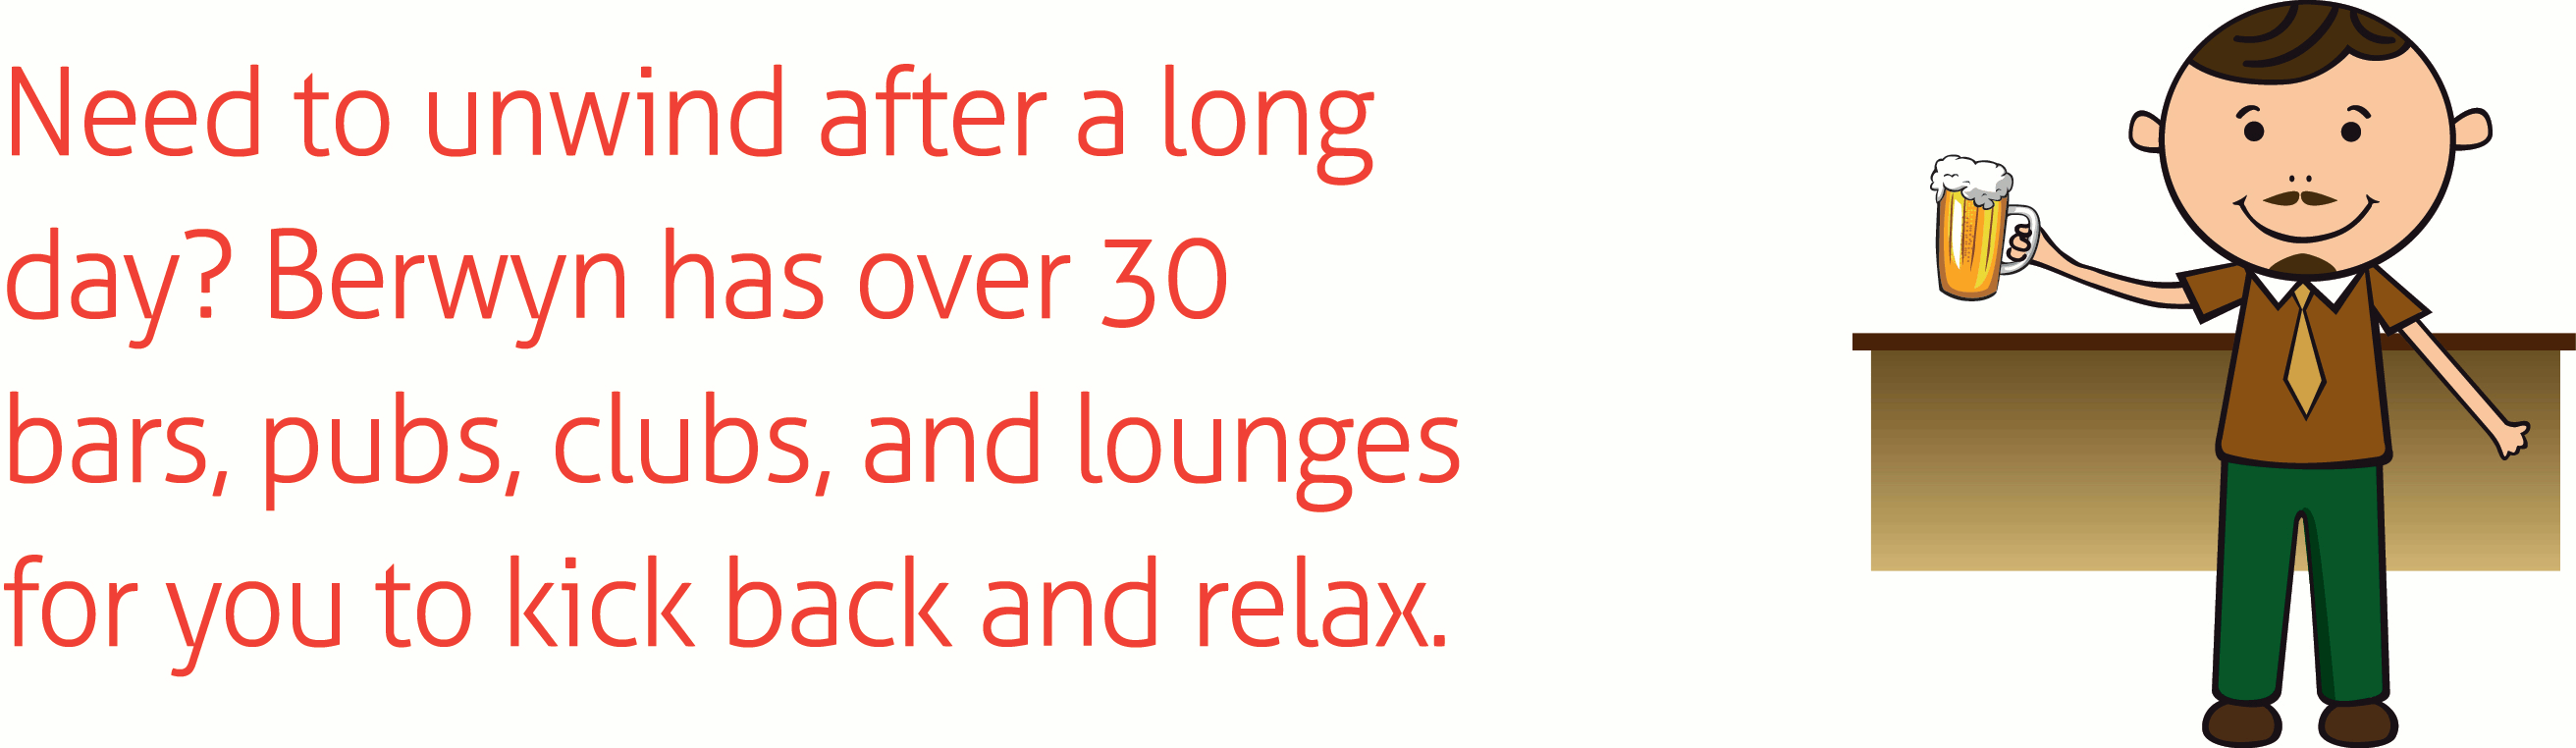 Need to unwind after a long
day? Berwyn has over 30
bars, pubs, clubs, and lounges
for you to kick back and relax.